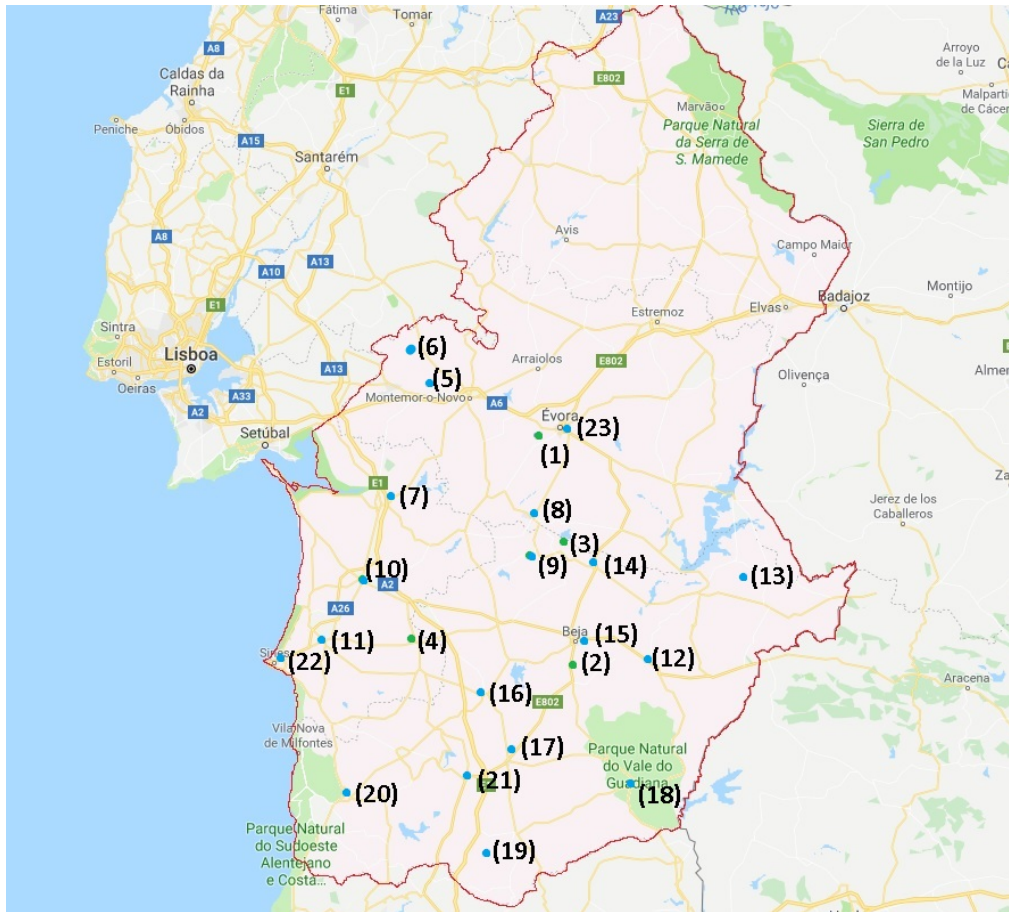 Fátima
Tomar
A23
A8
E802
Arroyo
de la Luz
Caldas da
Rainha
E1
Malpartid
de Cácere
Marvão
Peniche
Óbidos
A15
Parque Natural
da Serra de
S. Mamede
Sierra de
San Pedro
Santarém
A8
Avis
A13
Campo Maior
A10
Badajoz
Montijo
E1
Elvas
Estremoz
Sintra
(6)
Lisboa
Arraiolos
E802
Estoril
A13
Oeiras
(5)
Olivença
Montemor-o-Novo
A33
A6
A2
Évora
(23)
Setúbal
(1)
E1
(7)
Jerez de los
Caballeros
(8)
(3)
(9)
(14)
(10)
A2
(13)
A26
(11)
(4)
Beja
(15)
(22)
(2)
(12)
Aracena
(16)
E802
Vila Nova
de Milfontes
(17)
Parque Natural
do Vale do
Guadiana
(21)
(20)
(18)
Parque Natural
do Sudoeste
Alentejano
e Costa...
(19)